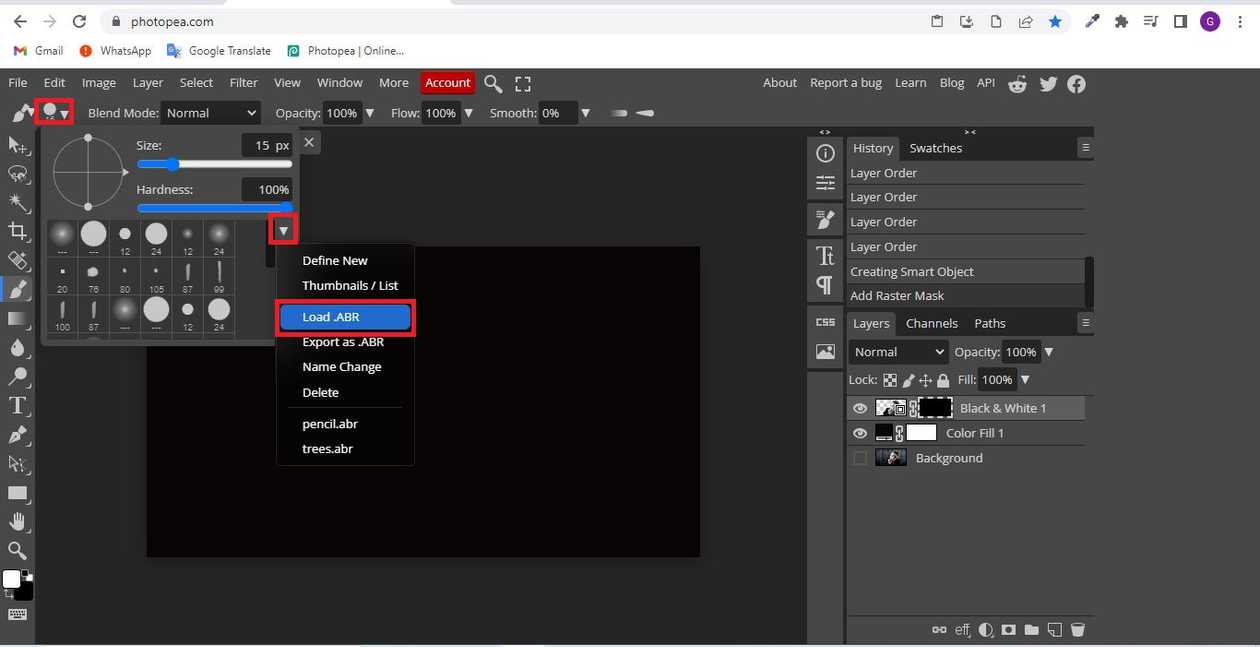 photopea.com
G
Gmail WhatsApp Google Translate Photopea | Online...
File Edit Image Layer Select Filter View Window More Account About Report a bug Learn Blog API
Blend Mode: Normal Opacity: 100% Flow: 100% Smooth: 0%
Size: 15 px
Hardness: 100%
--- --- 12 24 12 24
20 76 80 105 87 99
100 87 --- --- 12 24
Define New
Thumbnails / List
Load .ABR
Export as .ABR
Name Change
Delete
pencil.abr
trees.abr
History Swatches
Layer Order
Layer Order
Layer Order
Layer Order
Creating Smart Object
Add Raster Mask
CSS
Layers Channels Paths
Normal Opacity: 100%
Lock: Fill: 100%
Black & White 1
Color Fill 1
Background
eff